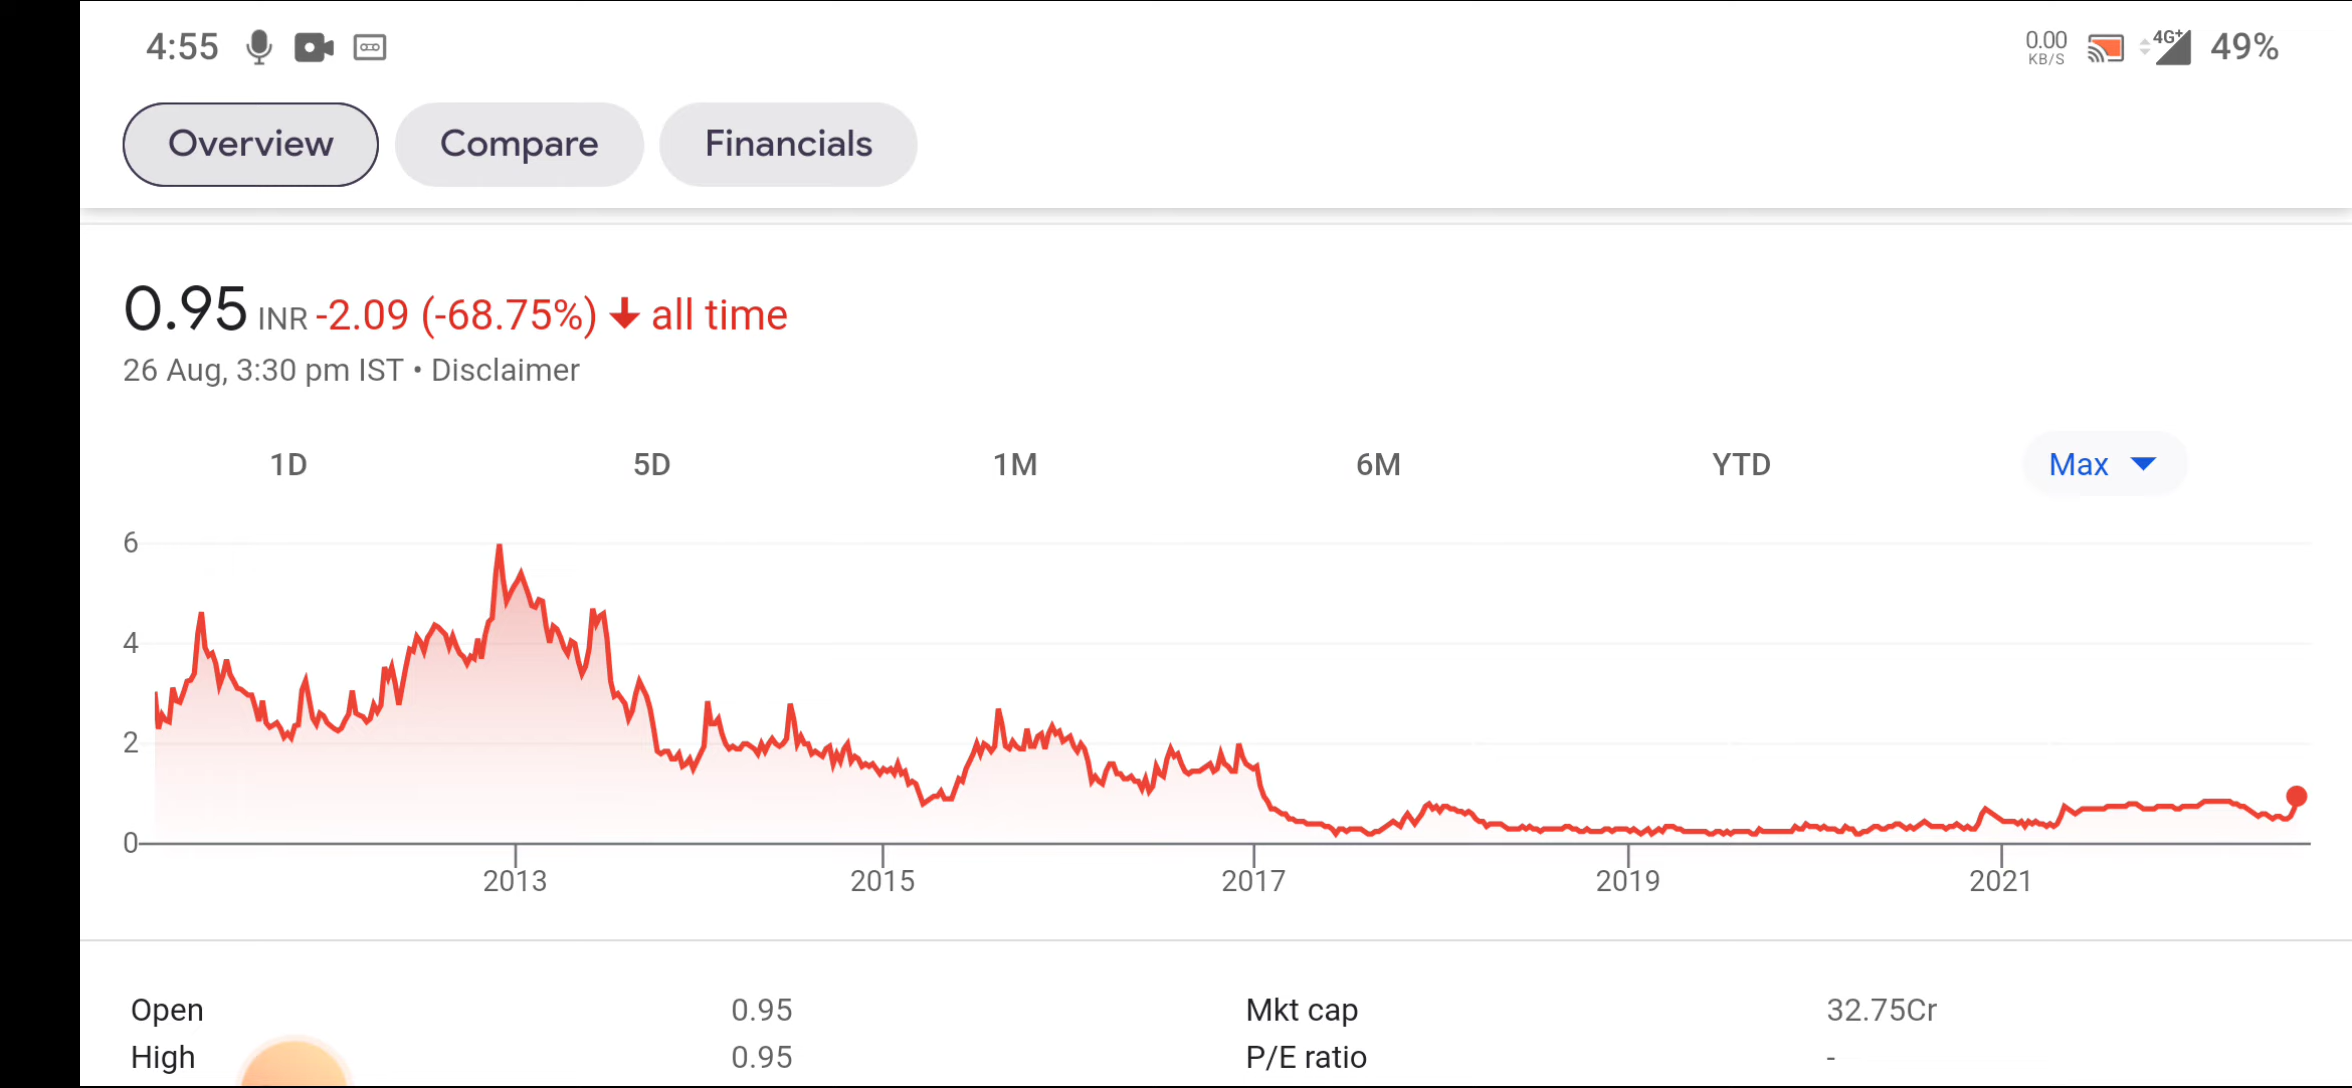 4:55 0.00 KB/S 4G+ 49%
Overview Compare Financials
0.95 INR -2.09 (-68.75%) ↓ all time
26 Aug, 3:30 pm IST • Disclaimer
1D 5D 1M 6M YTD Max
6
4
2
0
2013 2015 2017 2019 2021
Open 0.95 Mkt cap 32.75Cr
High 0.95 P/E ratio -